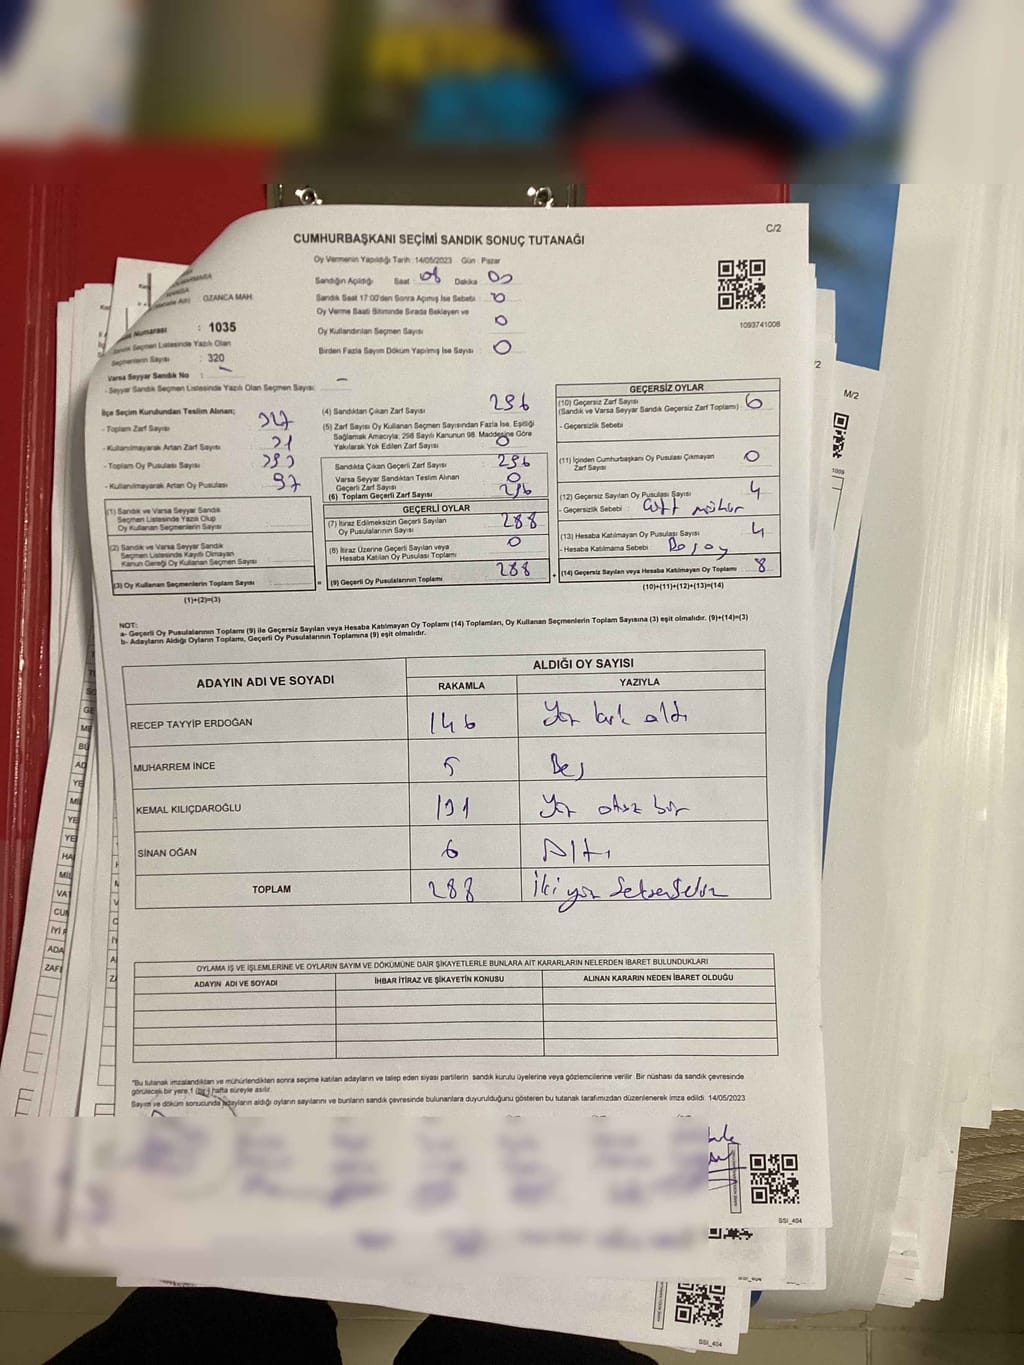 C/2
CUMHURBAŞKANI SEÇİMİ SANDIK SONUÇ TUTANAĞI
Oy Vermenin Yapıldığı Tarih :14/05/2023 Gün : Pazar
Sandığın Açıldığı Saat : 08 Dakika : 00
Sandık Saat 17:00'den Sonra Açımış İse Sebebi : 0
Oy Verme Saati Bitiminde Sırada Bekleyen ve
Oy Kullandırılan Seçmen Sayısı 0
Birden Fazla Sayım Döküm Yapılmış İse Sayısı : 0
1093741008
MARMARA
OZANCA MAH.
Numarası : 1035
Sandık Seçmen Listesinde Yazılı Olan
Seçmenlerin Sayısı : 320
Varsa Seyyar Sandık No : -
- Seyyar Sandık Seçmen Listesinde Yazılı Olan Seçmen Sayısı: -
İlçe Seçim Kurulundan Teslim Alınan;
- Toplam Zarf Sayısı :
- Kullanılmayarak Artan Zarf Sayısı :
- Toplam Oy Pusulası Sayısı :
- Kullanılmayarak Artan Oy Pusulası : 97
(1) Sandık ve Varsa Seyyar Sandık
Seçmen Listesinde Yazılı Olup
Oy Kullanan Seçmenlerin Sayısı
(2) Sandık ve Varsa Seyyar Sandık
Seçmen Listesinde Kayıtlı Olmayan
Kanun Gereği Oy Kullanan Seçmen Sayısı
(3) Oy Kullanan Seçmenlerin Toplam Sayısı =
(1)+(2)=(3)
(4) Sandıktan Çıkan Zarf Sayısı 296
(5) Zarf Sayısı Oy Kullanan Seçmen Sayısından Fazla İse, Eşitliği
Sağlamak Amacıyla; 298 Sayılı Kanunun 98. Maddesine Göre
Yakılarak Yok Edilen Zarf Sayısı 0
Sandıkta Çıkan Geçerli Zarf Sayısı : 296
Varsa Seyyar Sandıktan Teslim Alınan
Geçerli Zarf Sayısı : 0
(6) Toplam Geçerli Zarf Sayısı : 296
GEÇERLİ OYLAR
(7) İtiraz Edilmeksizin Geçerli Sayılan
Oy Pusulalarının Sayısı : 288
(8) İtiraz Üzerine Geçerli Sayılan veya
Hesaba Katılan Oy Pusulası Toplamı : 0
(9) Geçerli Oy Pusulalarının Toplamı 288 +
GEÇERSİZ OYLAR
(10) Geçersiz Zarf Sayısı
(Sandık ve Varsa Seyyar Sandık Geçersiz Zarf Toplamı) :
- Geçersizlik Sebebi
(11) İçinden Cumhurbaşkanı Oy Pusulası Çıkmayan
Zarf Sayısı 0
(12) Geçersiz Sayılan Oy Pusulası Sayısı 4
- Geçersizlik Sebebi : Çift mühür
(13) Hesaba Katılmayan Oy Pusulası Sayısı 4
- Hesaba Katılmama Sebebi :
(14) Geçersiz Sayılan veya Hesaba Katılmayan Oy Toplamı : 8
(10)+(11)+(12)+(13)=(14)
NOT:
a- Geçerli Oy Pusulalarının Toplamı (9) ile Geçersiz Sayılan veya Hesaba Katılmayan Oy Toplamı (14) Toplamları, Oy Kullanan Seçmenlerin Toplam Sayısına (3) eşit olmalıdır. (9)+(14)=(3)
b- Adayların Aldığı Oyların Toplamı, Geçerli Oy Pusulalarının Toplamına (9) eşit olmalıdır.
ADAYIN ADI VE SOYADI ALDIĞI OY SAYISI
RAKAMLA YAZIYLA
RECEP TAYYİP ERDOĞAN 146 Yüz kırk altı
MUHARREM İNCE 5 Beş
KEMAL KILIÇDAROĞLU 131 Yüz otuz bir
SİNAN OĞAN 6 Altı
TOPLAM 288 İki yüz Seksensekiz
OYLAMA İŞ VE İŞLEMLERİNE VE OYLARIN SAYIM VE DÖKÜMÜNE DAİR ŞİKAYETLERLE BUNLARA AİT KARARLARIN NELERDEN İBARET BULUNDUKLARI
ADAYIN ADI VE SOYADI İHBAR İTİRAZ VE ŞİKAYETİN KONUSU ALINAN KARARIN NEDEN İBARET OLDUĞU
*Bu tutanak imzalandıktan ve mühürlendikten sonra seçime katılan adayların ve talep eden siyasi partilerin sandık kurulu üyelerine veya gözlemcilerine verilir. Bir nüshası da sandık çevresinde
görülecek bir yere 1 (bir) hafta süreyle asılır.
Sayım ve döküm sonucunda adayların aldığı oyların sayılarını ve bunların sandık çevresinde bulunanlara duyurulduğunu gösteren bu tutanak tarafımızdan düzenlenerek imza edildi. 14/05/2023
SSI_404
SSI_404
M/2